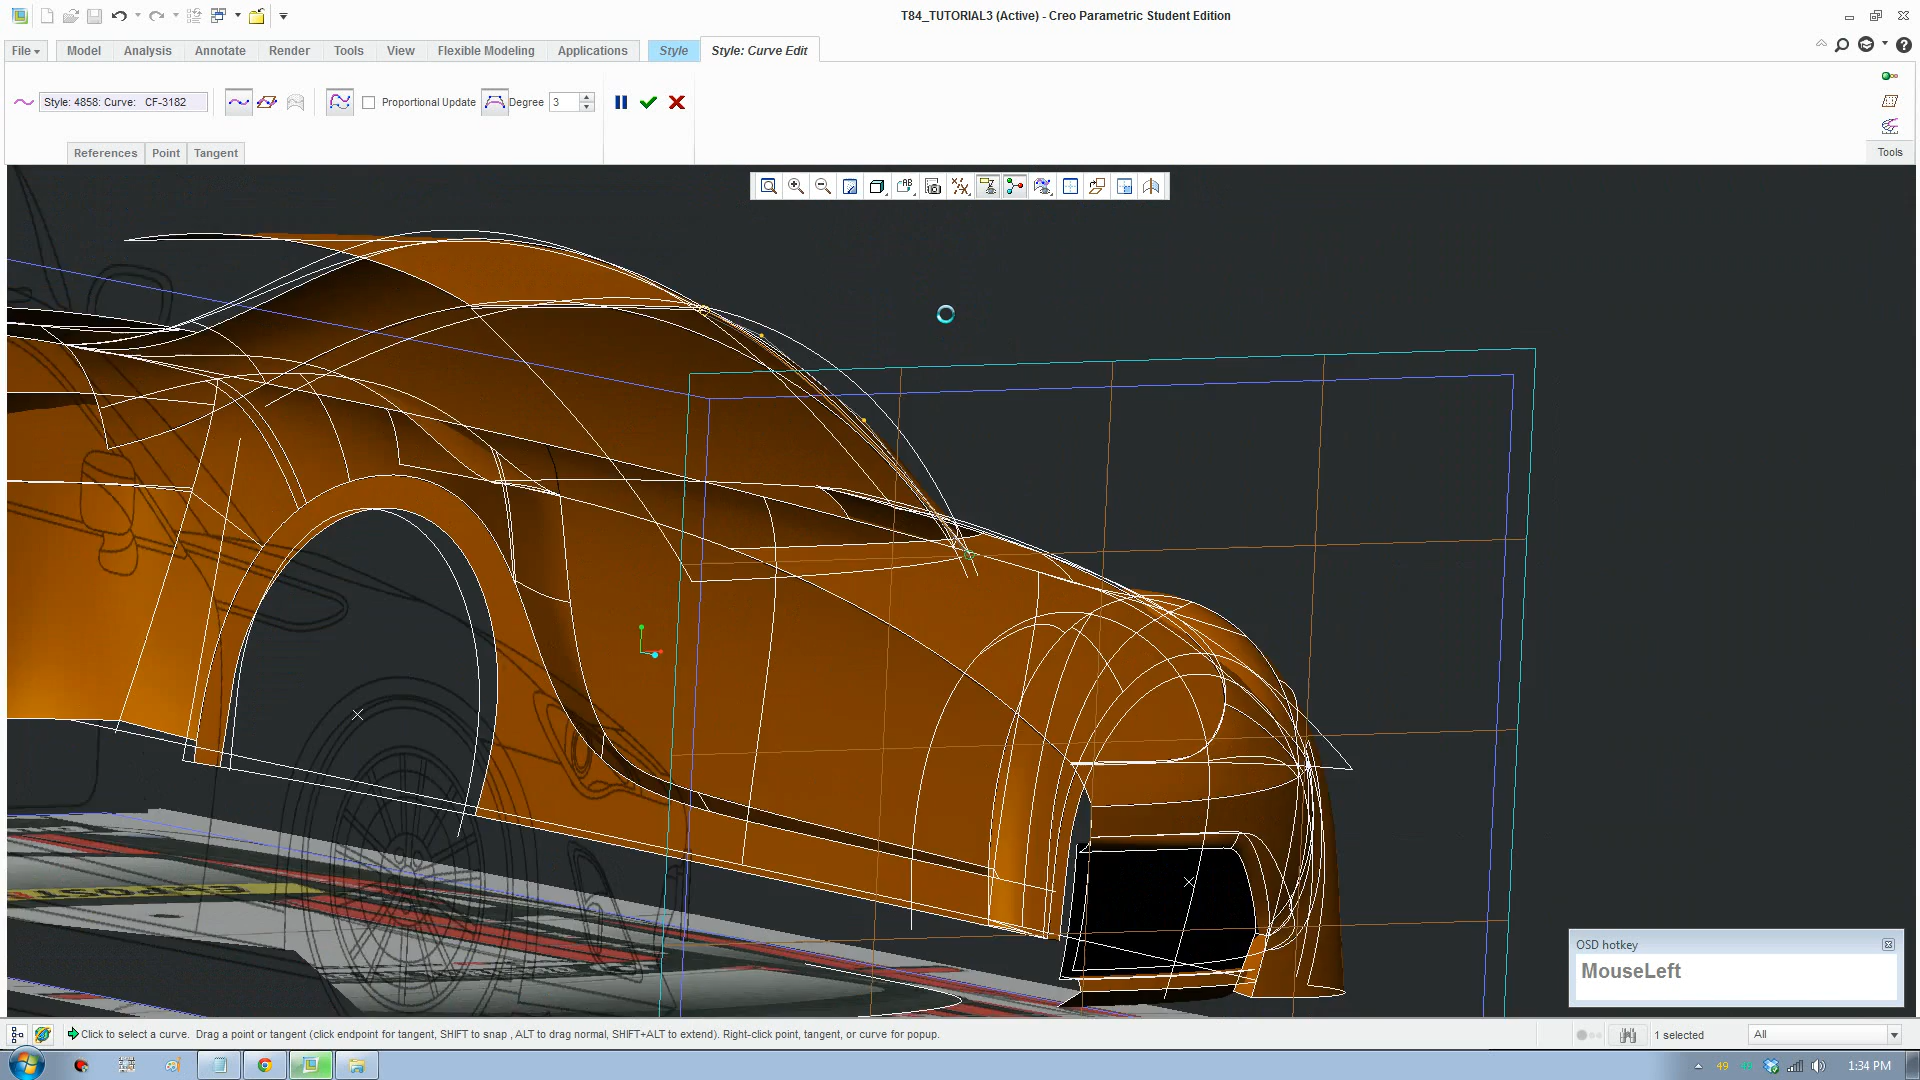 T84_TUTORIAL3 (Active) - Creo Parametric Student Edition
File Model Analysis Annotate Render Tools View Flexible Modeling Applications Style Style: Curve Edit
Style: 4858: Curve: CF-3182
Proportional Update
Degree 3
References Point Tangent
Tools
OSD hotkey
MouseLeft
Click to select a curve. Drag a point or tangent (click endpoint for tangent, SHIFT to snap , ALT to drag normal, SHIFT+ALT to extend). Right-click point, tangent, or curve for popup.
1 selected
All
49
1:34 PM